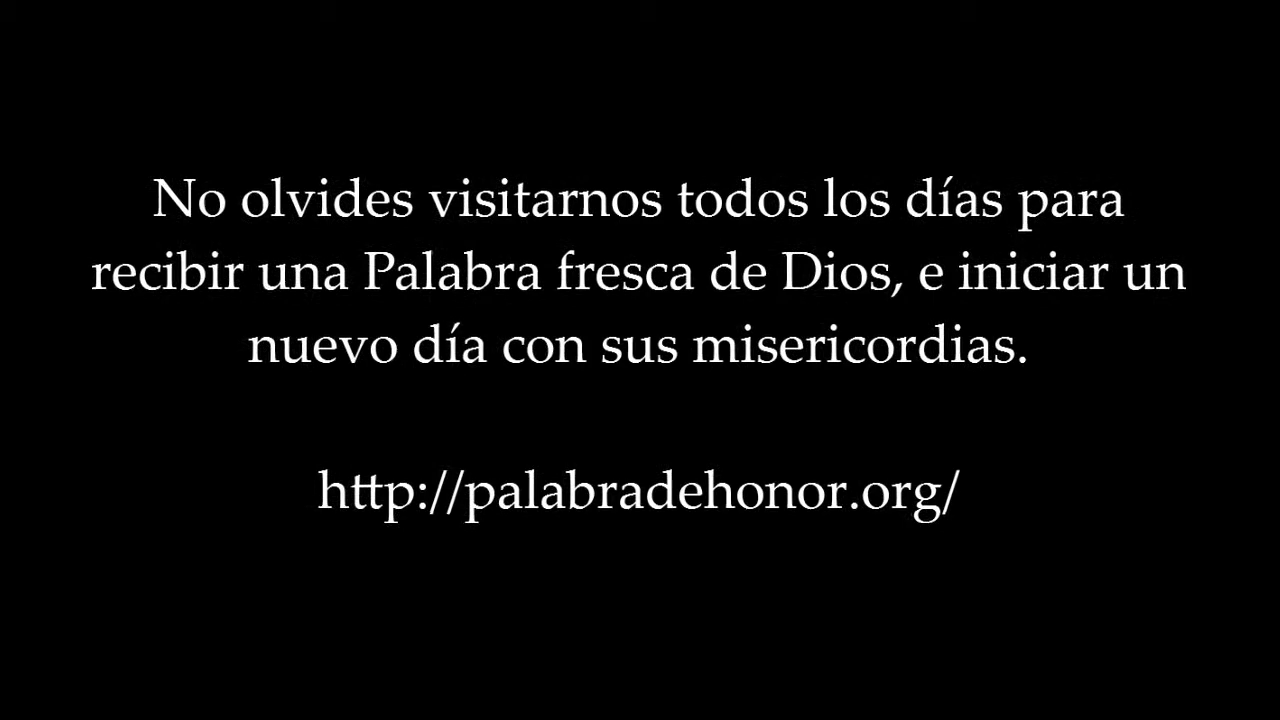 No olvides visitarnos todos los días para
recibir una Palabra fresca de Dios, e iniciar un
nuevo día con sus misericordias.
http://palabradehonor.org/